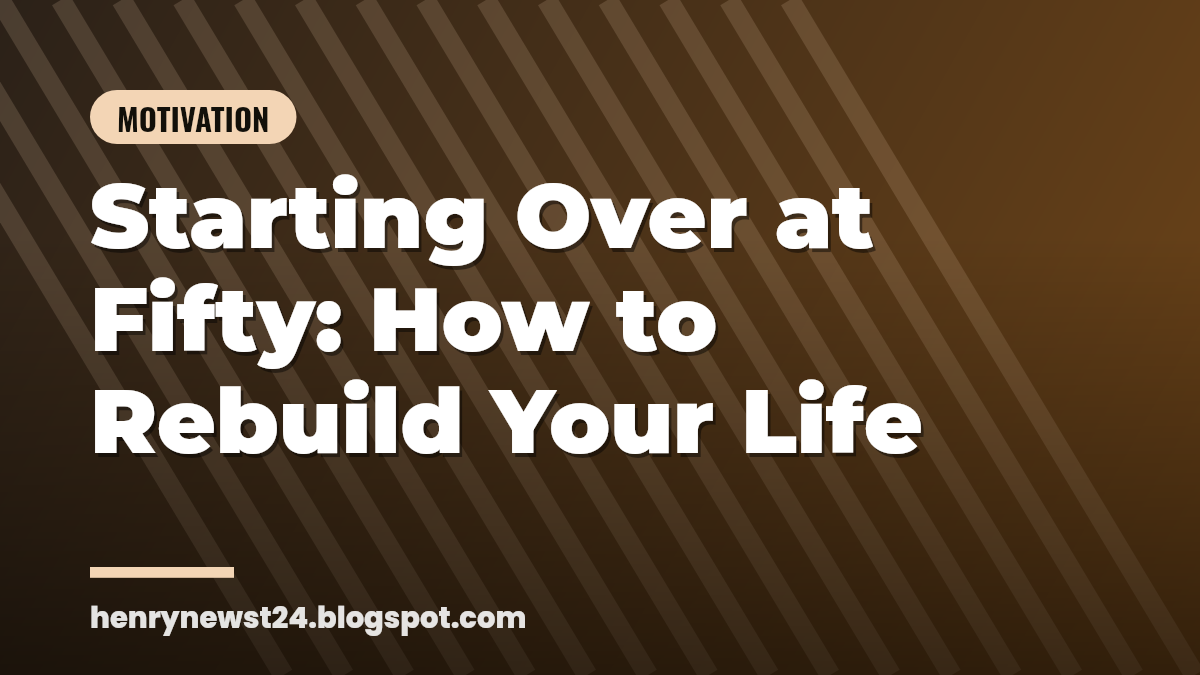 MOTIVATION
Starting Over at
Fifty: How to
Rebuild Your Life
henrynewst24.blogspot.com